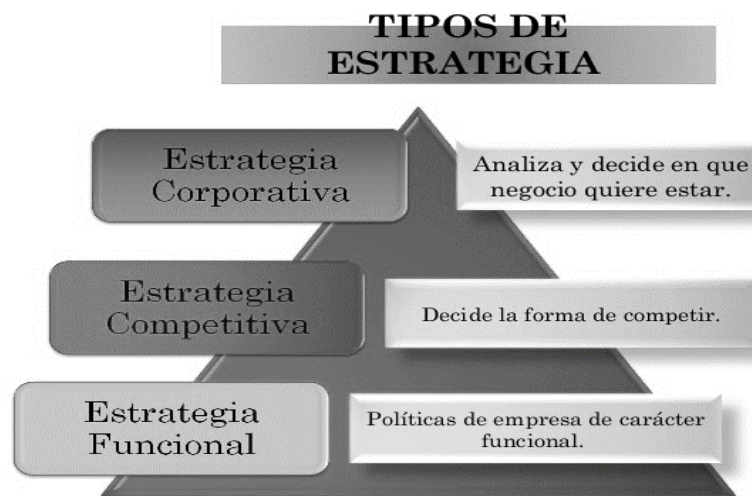 TIPOS DE
ESTRATEGIA
Estrategia
Corporativa
Analiza y decide en que
negocio quiere estar.
Estrategia
Competitiva
Decide la forma de competir.
Estrategia
Funcional
Políticas de empresa de carácter
funcional.